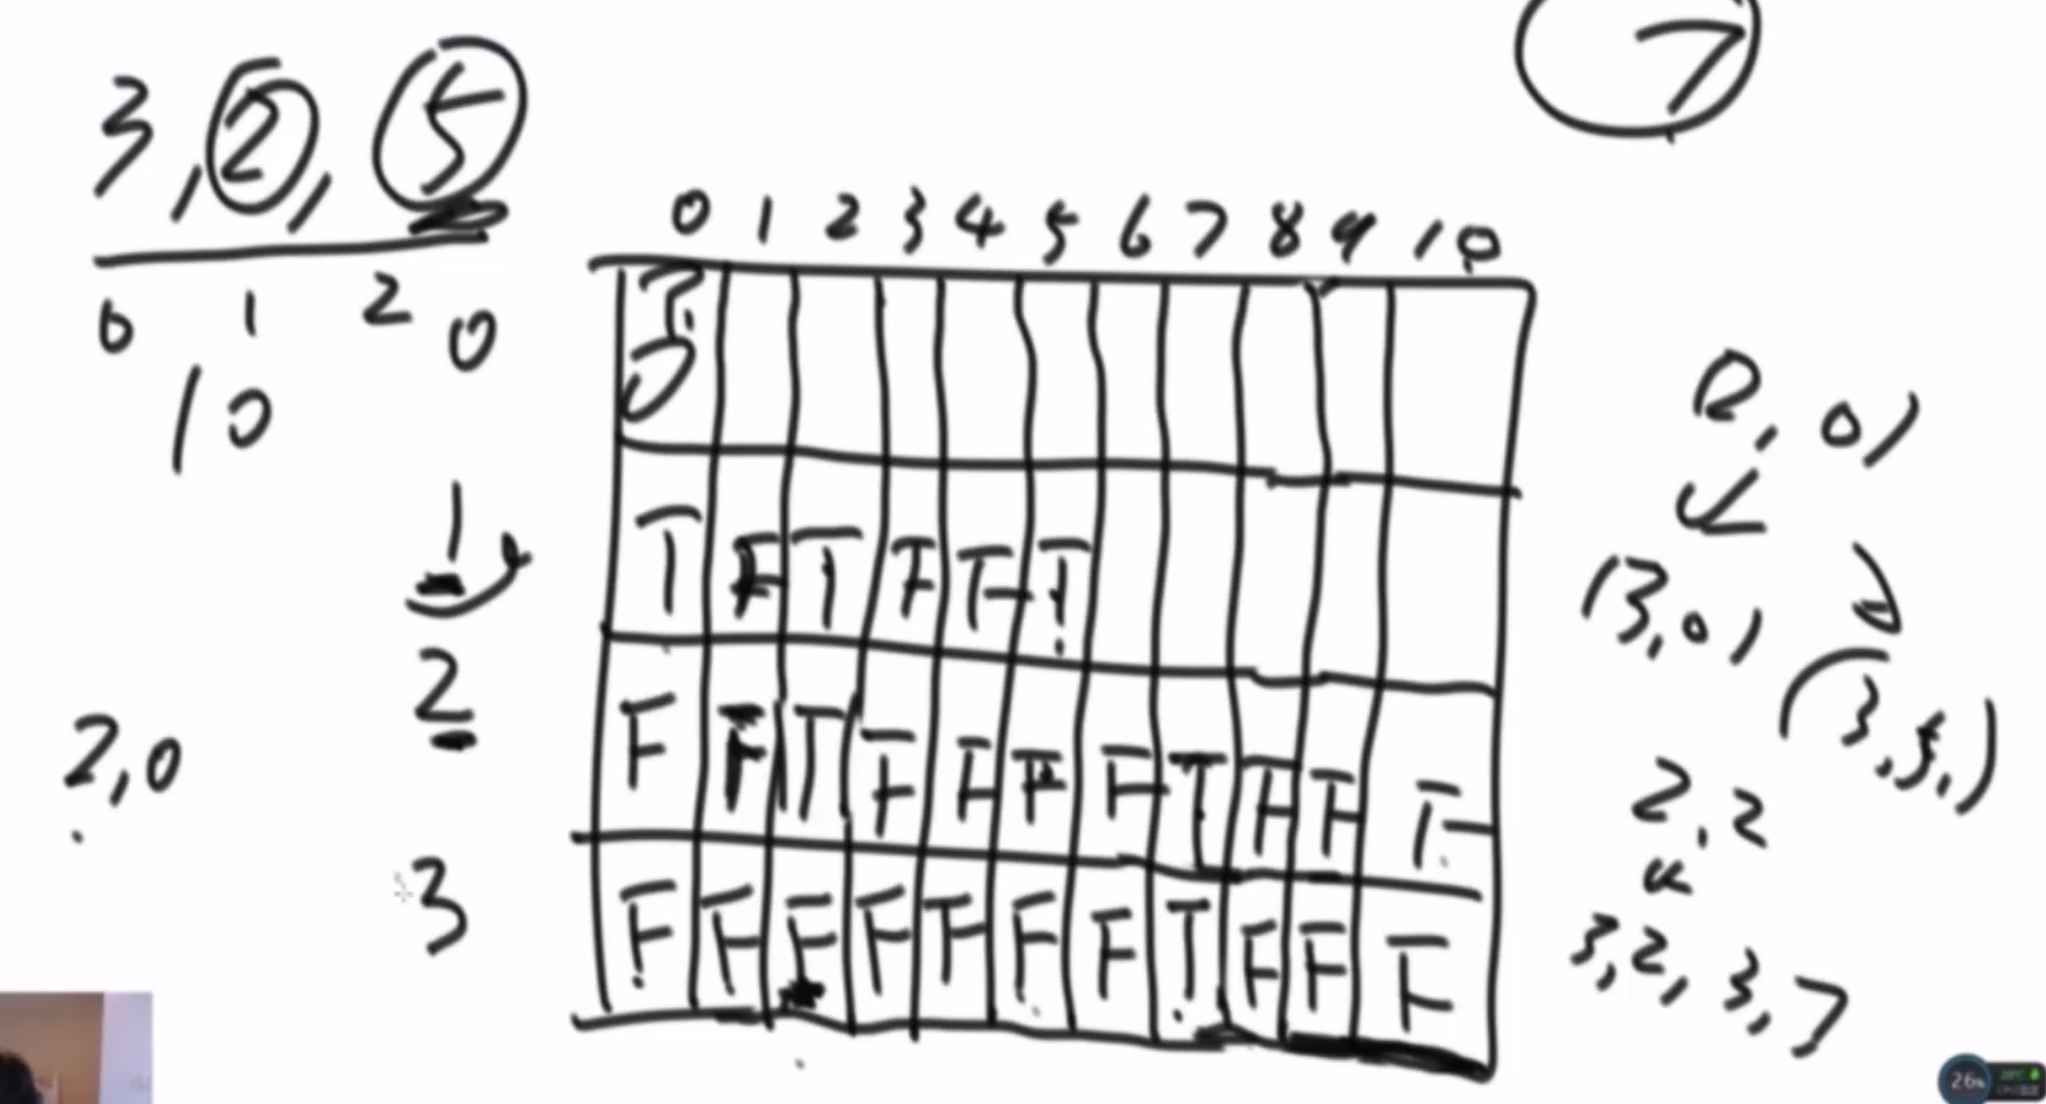 7
3, 2, 5
0 1 2 3 4 5 6 7 8 9 10
0 1 2 0
?
0
10
(2, 0)
1 T F T F F T
(3, 0)
(3, 5,)
2 F F T F F F F T F F F
2, 0
2, 2
3 F F F F F F F T F F F
3, 2, 3, 7
26%